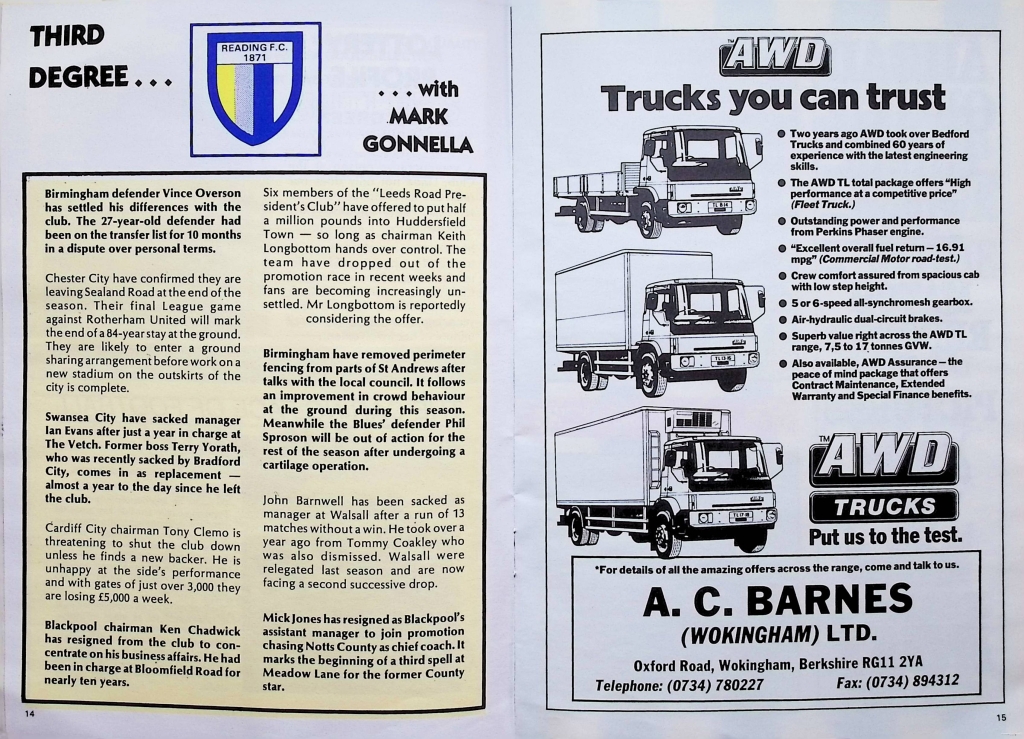 THIRD
DEGREE...
READING F.C.
1871
...with
MARK
GONNELLA
Birmingham defender Vince Overson
has settled his differences with the
club. The 27-year-old defender had
been on the transfer list for 10 months
in a dispute over personal terms.
Chester City have confirmed they are
leaving Sealand Road at the end of the
season. Their final League game
against Rotherham United will mark
the end of a 84-year stay at the ground.
They are likely to enter a ground
sharing arrangement before work on a
new stadium on the outskirts of the
city is complete.
Swansea City have sacked manager
Ian Evans after just a year in charge at
The Vetch. Former boss Terry Yorath,
who was recently sacked by Bradford
City, comes in as replacement —
almost a year to the day since he left
the club.
Cardiff City chairman Tony Clemo is
threatening to shut the club down
unless he finds a new backer. He is
unhappy at the side's performance
and with gates of just over 3,000 they
are losing £5,000 a week.
Blackpool chairman Ken Chadwick
has resigned from the club to con-
centrate on his business affairs. He had
been in charge at Bloomfield Road for
nearly ten years.
Six members of the "Leeds Road Pre-
sident's Club" have offered to put half
a million pounds into Huddersfield
Town — so long as chairman Keith
Longbottom hands over control. The
team have dropped out of the
promotion race in recent weeks and
fans are becoming increasingly un-
settled. Mr Longbottom is reportedly
considering the offer.
Birmingham have removed perimeter
fencing from parts of St Andrews after
talks with the local council. It follows
an improvement in crowd behaviour
at the ground during this season.
Meanwhile the Blues' defender Phil
Sproson will be out of action for the
rest of the season after undergoing a
cartilage operation.
John Barnwell has been sacked as
manager at Walsall after a run of 13
matches without a win. He took over a
year ago from Tommy Coakley who
was also dismissed. Walsall were
relegated last season and are now
facing a second successive drop.
Mick Jones has resigned as Blackpool's
assistant manager to join promotion
chasing Notts County as chief coach. It
marks the beginning of a third spell at
Meadow Lane for the former County
star.
14
™AWD
Trucks you can trust
● Two years ago AWD took over Bedford
Trucks and combined 60 years of
experience with the latest engineering
skills.
● The AWD TL total package offers "High
performance at a competitive price"
(Fleet Truck.)
● Outstanding power and performance
from Perkins Phaser engine.
● "Excellent overall fuel return — 16.91
mpg" (Commercial Motor road-test.)
● Crew comfort assured from spacious cab
with low step height.
● 5 or 6-speed all-synchromesh gearbox.
● Air-hydraulic dual-circuit brakes.
● Superb value right across the AWD TL
range, 7,5 to 17 tonnes GVW.
● Also available, AWD Assurance — the
peace of mind package that offers
Contract Maintenance, Extended
Warranty and Special Finance benefits.
™AWD
TRUCKS
Put us to the test.
*For details of all the amazing offers across the range, come and talk to us.
A. C. BARNES
(WOKINGHAM) LTD.
Oxford Road, Wokingham, Berkshire RG11 2YA
Telephone: (0734) 780227 Fax: (0734) 894312
15